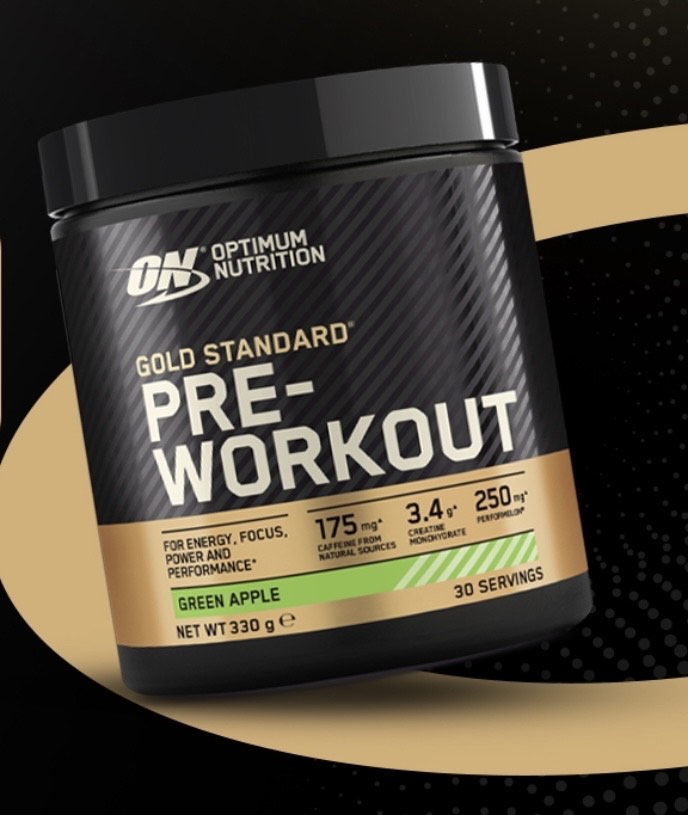 ON® OPTIMUM
NUTRITION
GOLD STANDARD®
PRE-
WORKOUT
FOR ENERGY, FOCUS,
POWER AND
PERFORMANCE*
175 mg*
CAFFEINE FROM
NATURAL SOURCES
3.4 g*
CREATINE
MONOHYDRATE
250 mg*
PERFORMELON®
GREEN APPLE
30 SERVINGS
NET WT 330 g ℮